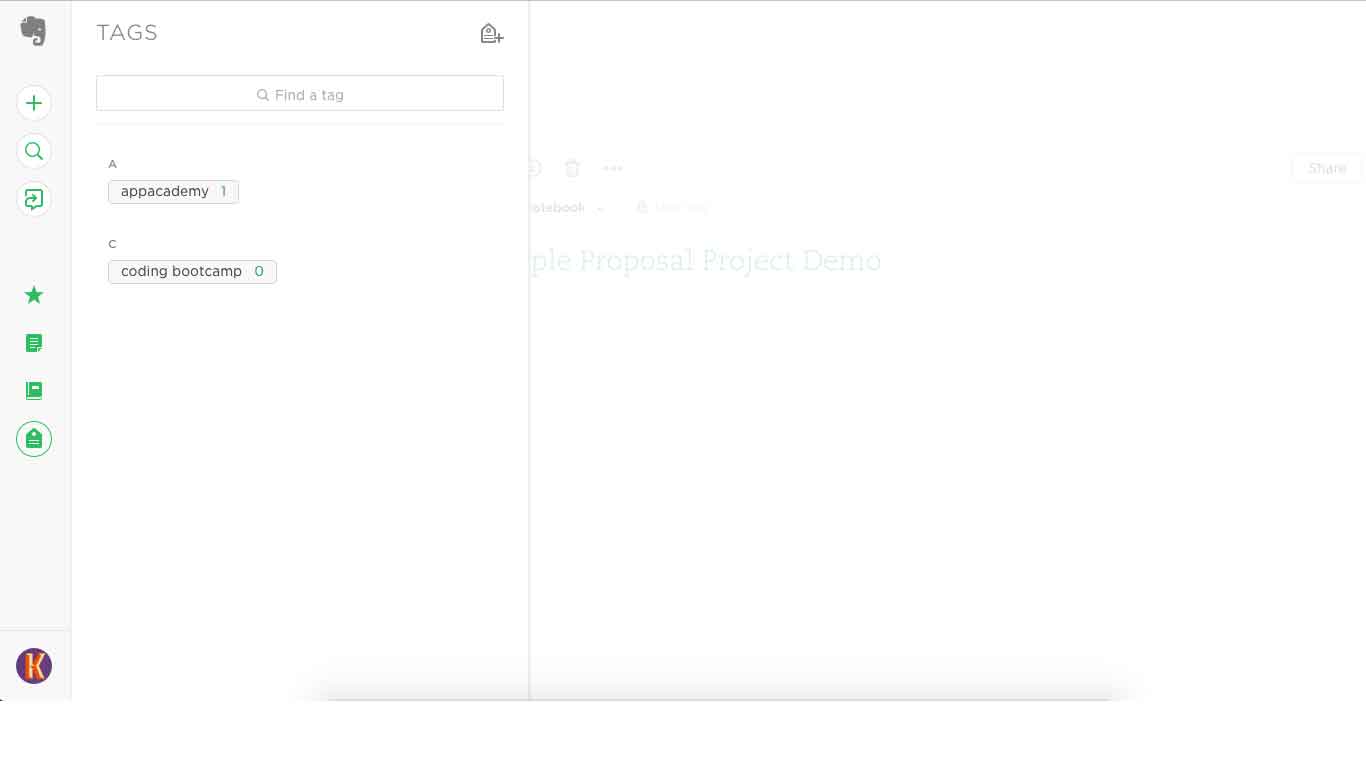 TAGS
Find a tag
A
appacademy 1
Share
otebook
C
coding bootcamp 0
ple Proposal Project Demo